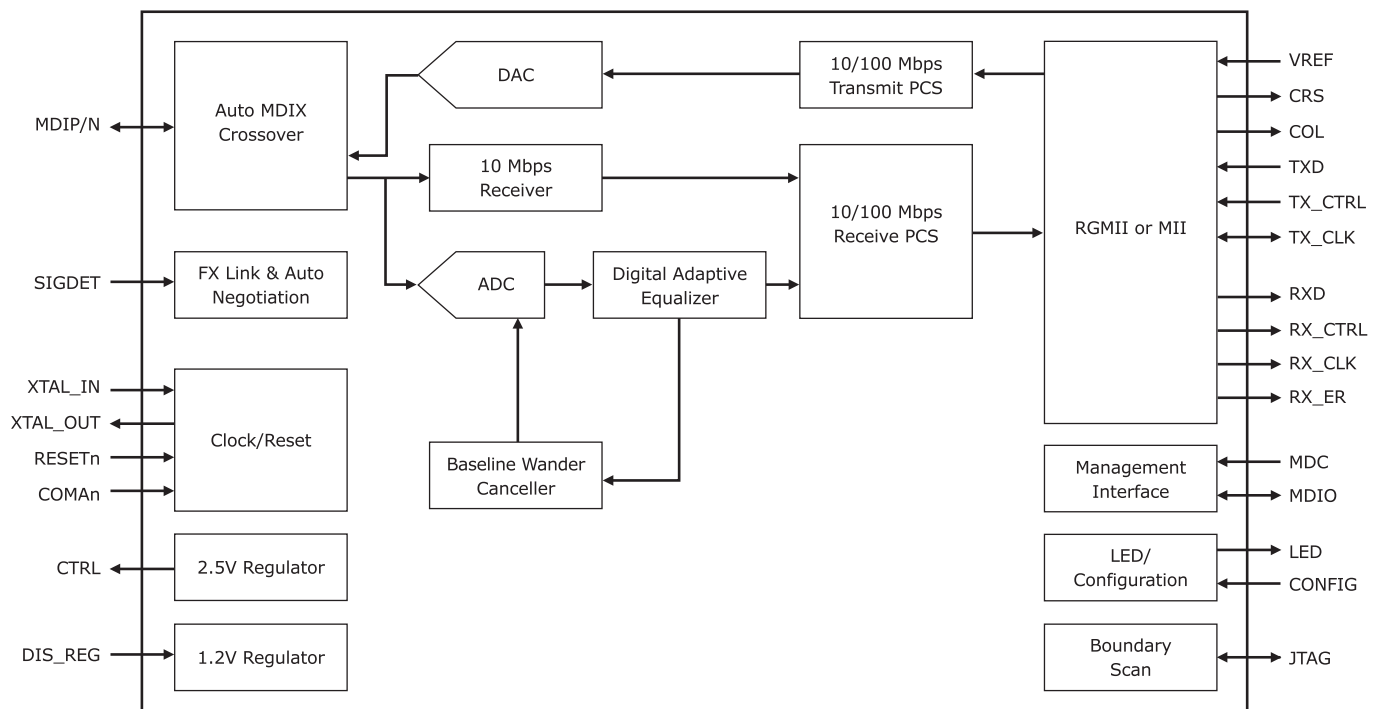 MDIP/N
SIGDET
XTAL_IN
XTAL_OUT
RESETn
COMAn
CTRL
DIS_REG
Auto MDIX
Crossover
FX Link & Auto
Negotiation
Clock/Reset
2.5V Regulator
1.2V Regulator
DAC
10 Mbps
Receiver
ADC
Digital Adaptive
Equalizer
Baseline Wander
Canceller
10/100 Mbps
Transmit PCS
10/100 Mbps
Receive PCS
RGMII or MII
Management
Interface
LED/
Configuration
Boundary
Scan
VREF
CRS
COL
TXD
TX_CTRL
TX_CLK
RXD
RX_CTRL
RX_CLK
RX_ER
MDC
MDIO
LED
CONFIG
JTAG